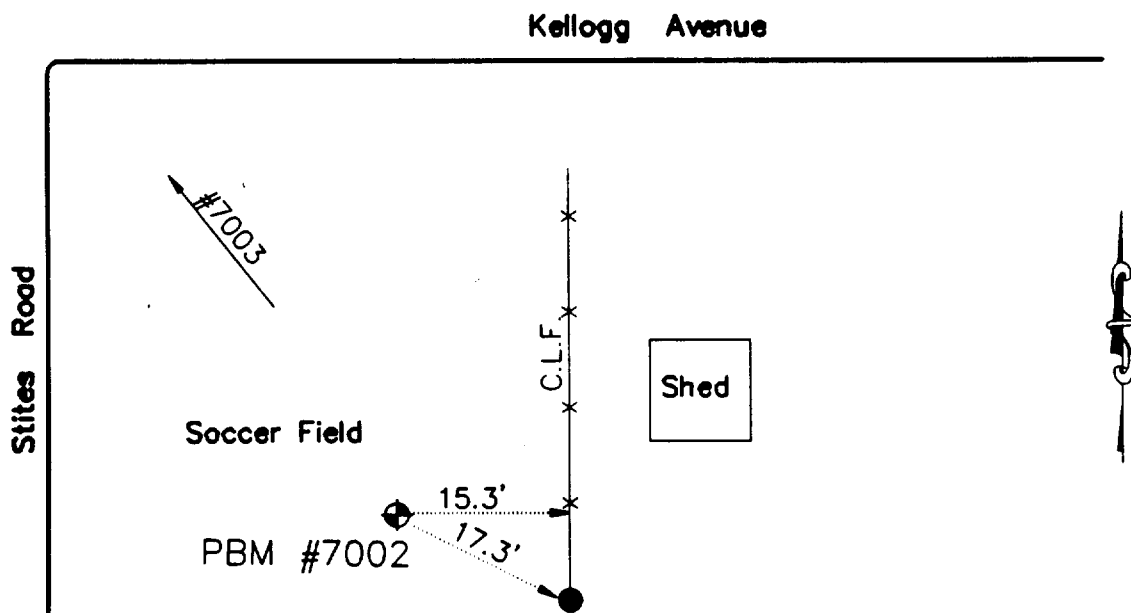 Kellogg Avenue
#7003
Stites Road
C.L.F.
Shed
Soccer Field
15.3'
17.3'
PBM #7002